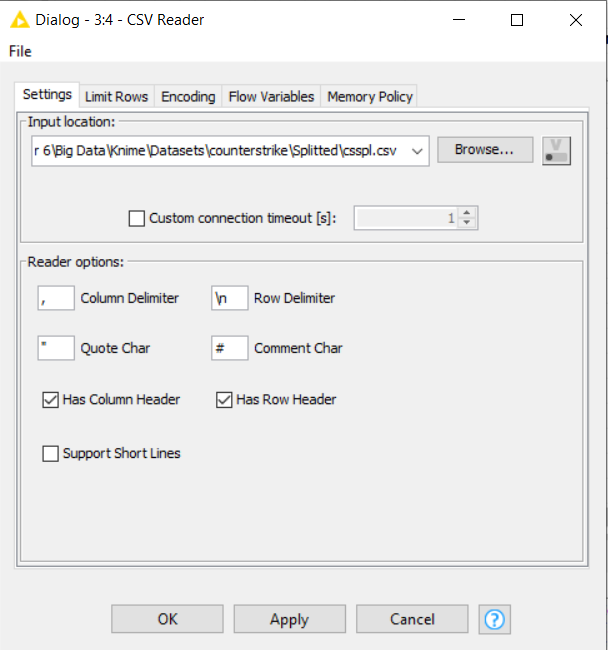 Dialog - 3:4 - CSV Reader
File
Settings Limit Rows Encoding Flow Variables Memory Policy
Input location:
r 6\Big Data\Knime\Datasets\counterstrike\Splitted\csspl.csv Browse... V
Custom connection timeout [s]: 1
Reader options:
, Column Delimiter \n Row Delimiter
" Quote Char # Comment Char
Has Column Header Has Row Header
Support Short Lines
OK Apply Cancel ?